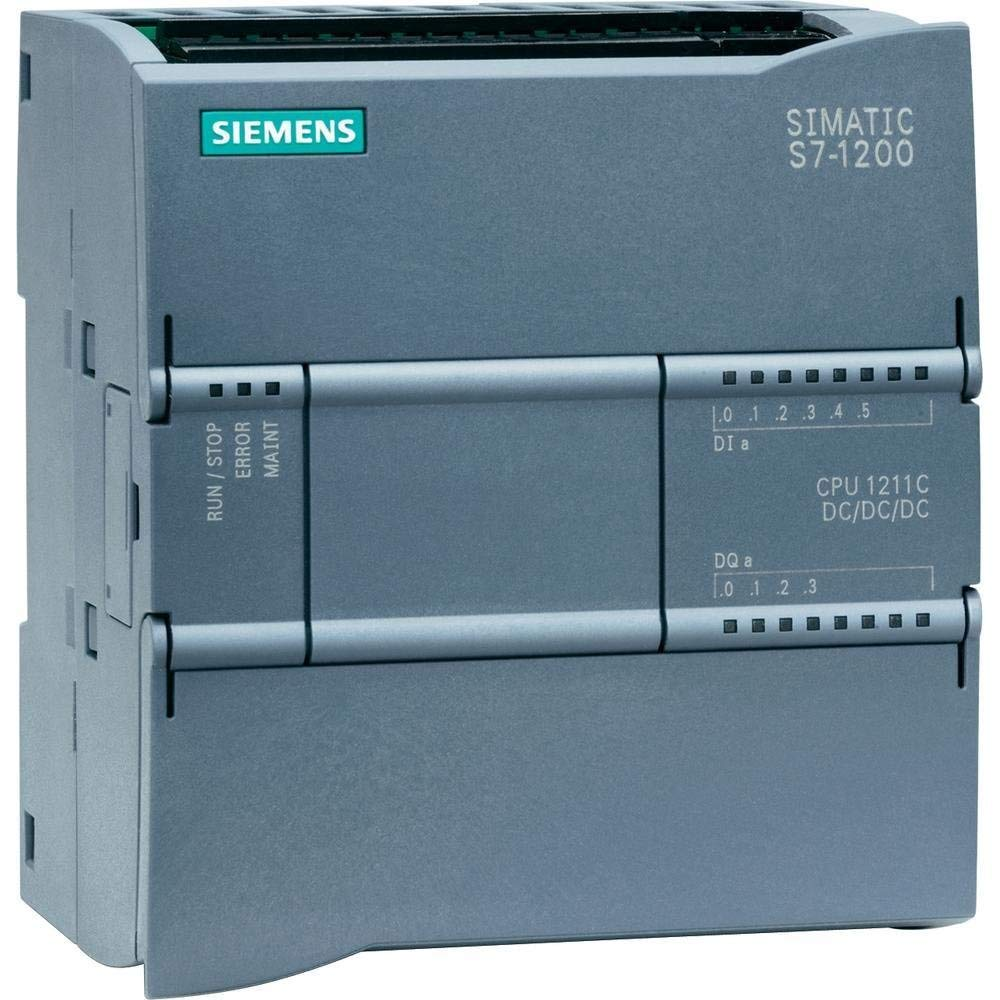 SIEMENS
SIMATIC
S7-1200
RUN / STOP
ERROR
MAINT
.0 .1 .2 .3 .4 .5
DI a
CPU 1211C
DC/DC/DC
DQ a
.0 .1 .2 .3